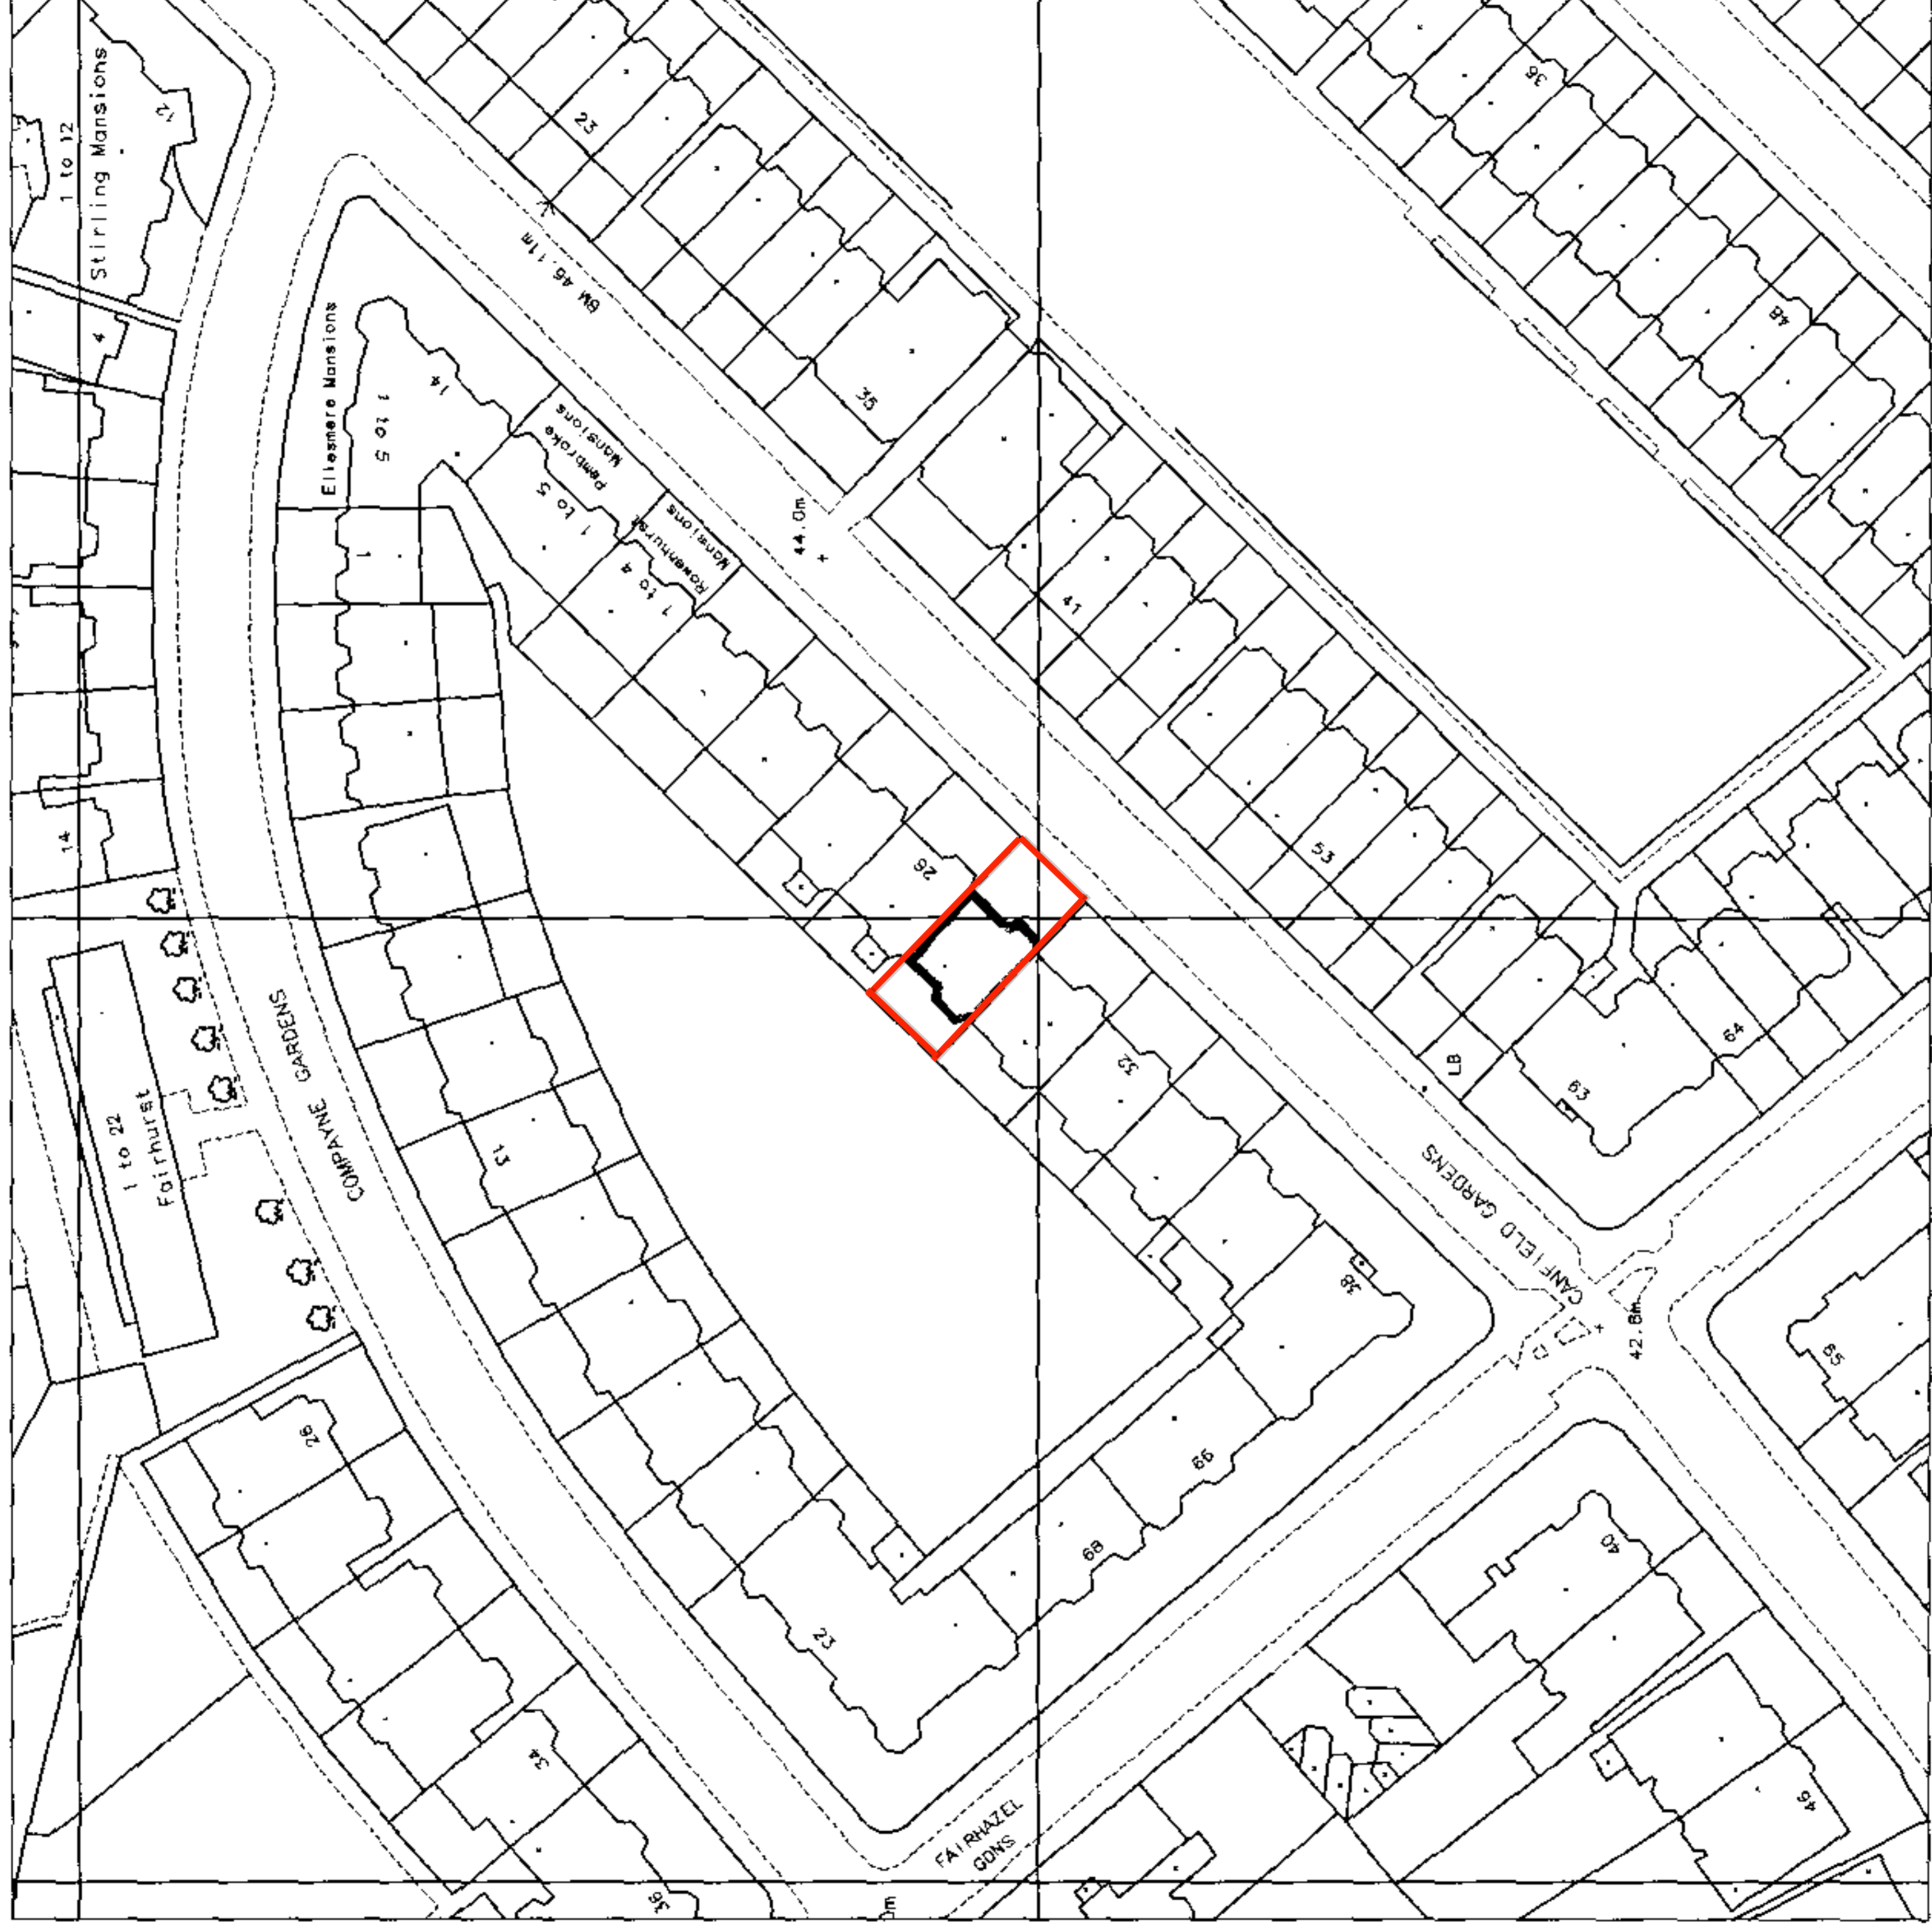 1 to 12
Stirling Mansions
12
4
23
36
48
BM 46.11m
Ellesmere Mansions
1 to 5
14
Pembroke
Mansions
1 to 5
Rosenhurst
Mansions
1 to 4
35
44.0m
41
1
14
53
28
32
LB
63
64
CANFIELD GARDENS
42.8m
COMPAYNE GARDENS
1 to 22
Fairhurst
13
38
65
26
66
68
40
23
34
46
36
FAIRHAZEL
GDNS